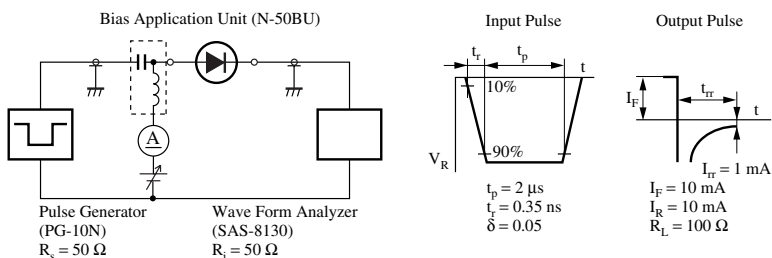 Bias Application Unit (N-50BU)
A
Pulse Generator
(PG-10N)
R_s = 50 Ω
Wave Form Analyzer
(SAS-8130)
R_i = 50 Ω
Input Pulse
t_r
t_p
t
10%
90%
V_R
t_p = 2 μs
t_r = 0.35 ns
δ = 0.05
Output Pulse
I_F
t_rr
t
I_rr = 1 mA
I_F = 10 mA
I_R = 10 mA
R_L = 100 Ω